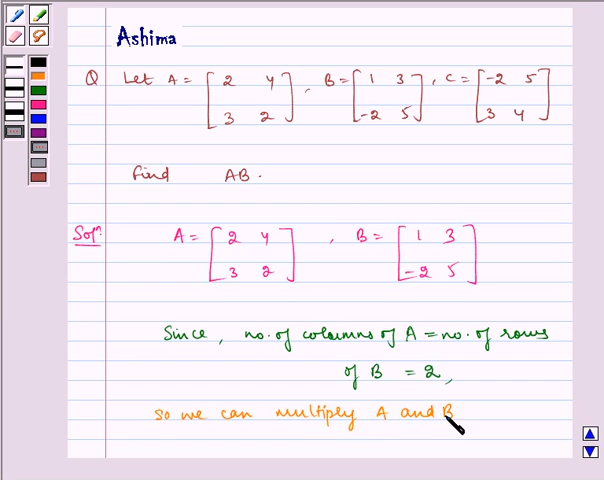 Ashima
Q Let A = [ 2 4 , B = [ 1 3 , C = [ -2 5
3 2 ] -2 5 ] 3 4 ]
Find AB.
Solⁿ: A = [ 2 4 , B = [ 1 3
3 2 ] -2 5 ]
Since, no. of columns of A = no. of rows
of B = 2,
so we can multiply A and B